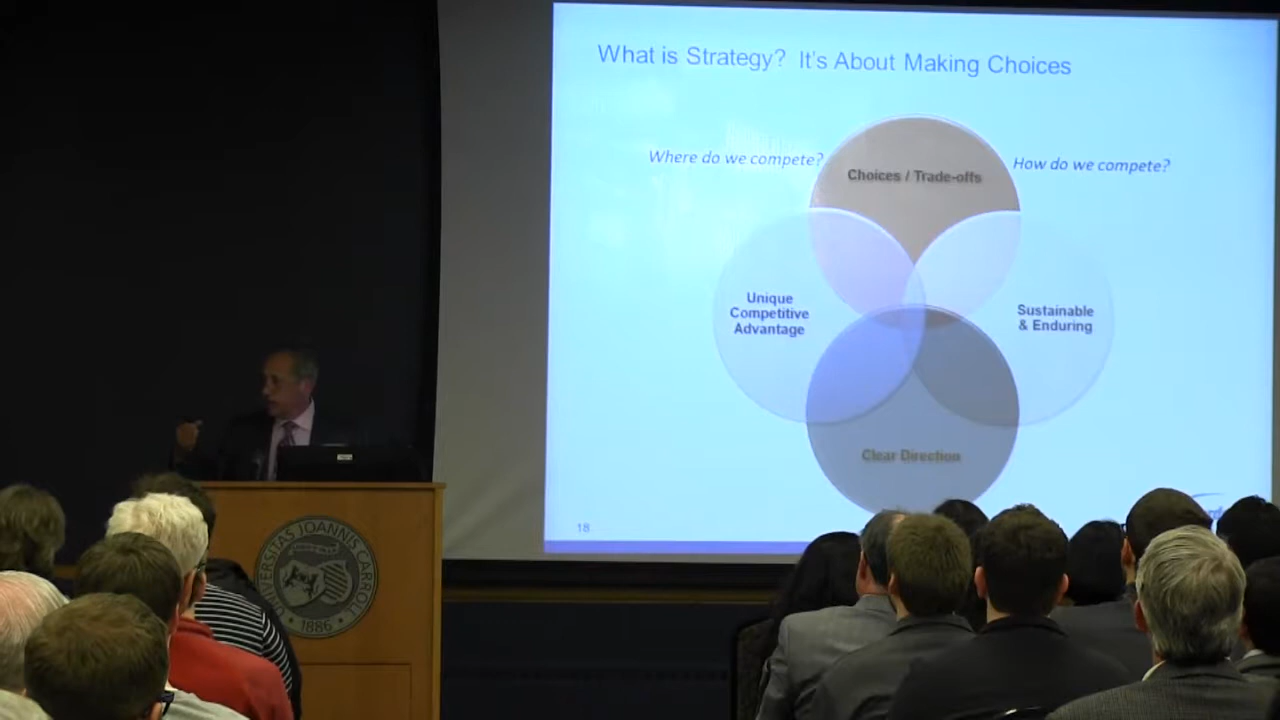 What is Strategy? It's About Making Choices
Where do we compete?
How do we compete?
Choices / Trade-offs
Unique
Competitive
Advantage
Sustainable
& Enduring
Clear Direction
18
UNIVERSITAS JOANNIS CARROLL
1886